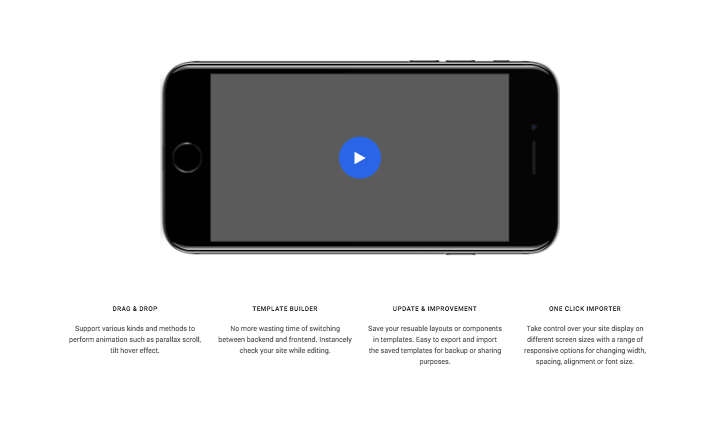 DRAG & DROP
Support various kinds and methods to
perform animation such as parallax scroll,
tilt hover effect.
TEMPLATE BUILDER
No more wasting time of switching
between backend and frontend. Instancely
check your site while editing.
UPDATE & IMPROVEMENT
Save your resuable layouts or components
in templates. Easy to export and import
the saved templates for backup or sharing
purposes.
ONE CLICK IMPORTER
Take control over your site display on
different screen sizes with a range of
responsive options for changing width,
spacing, alignment or font size.